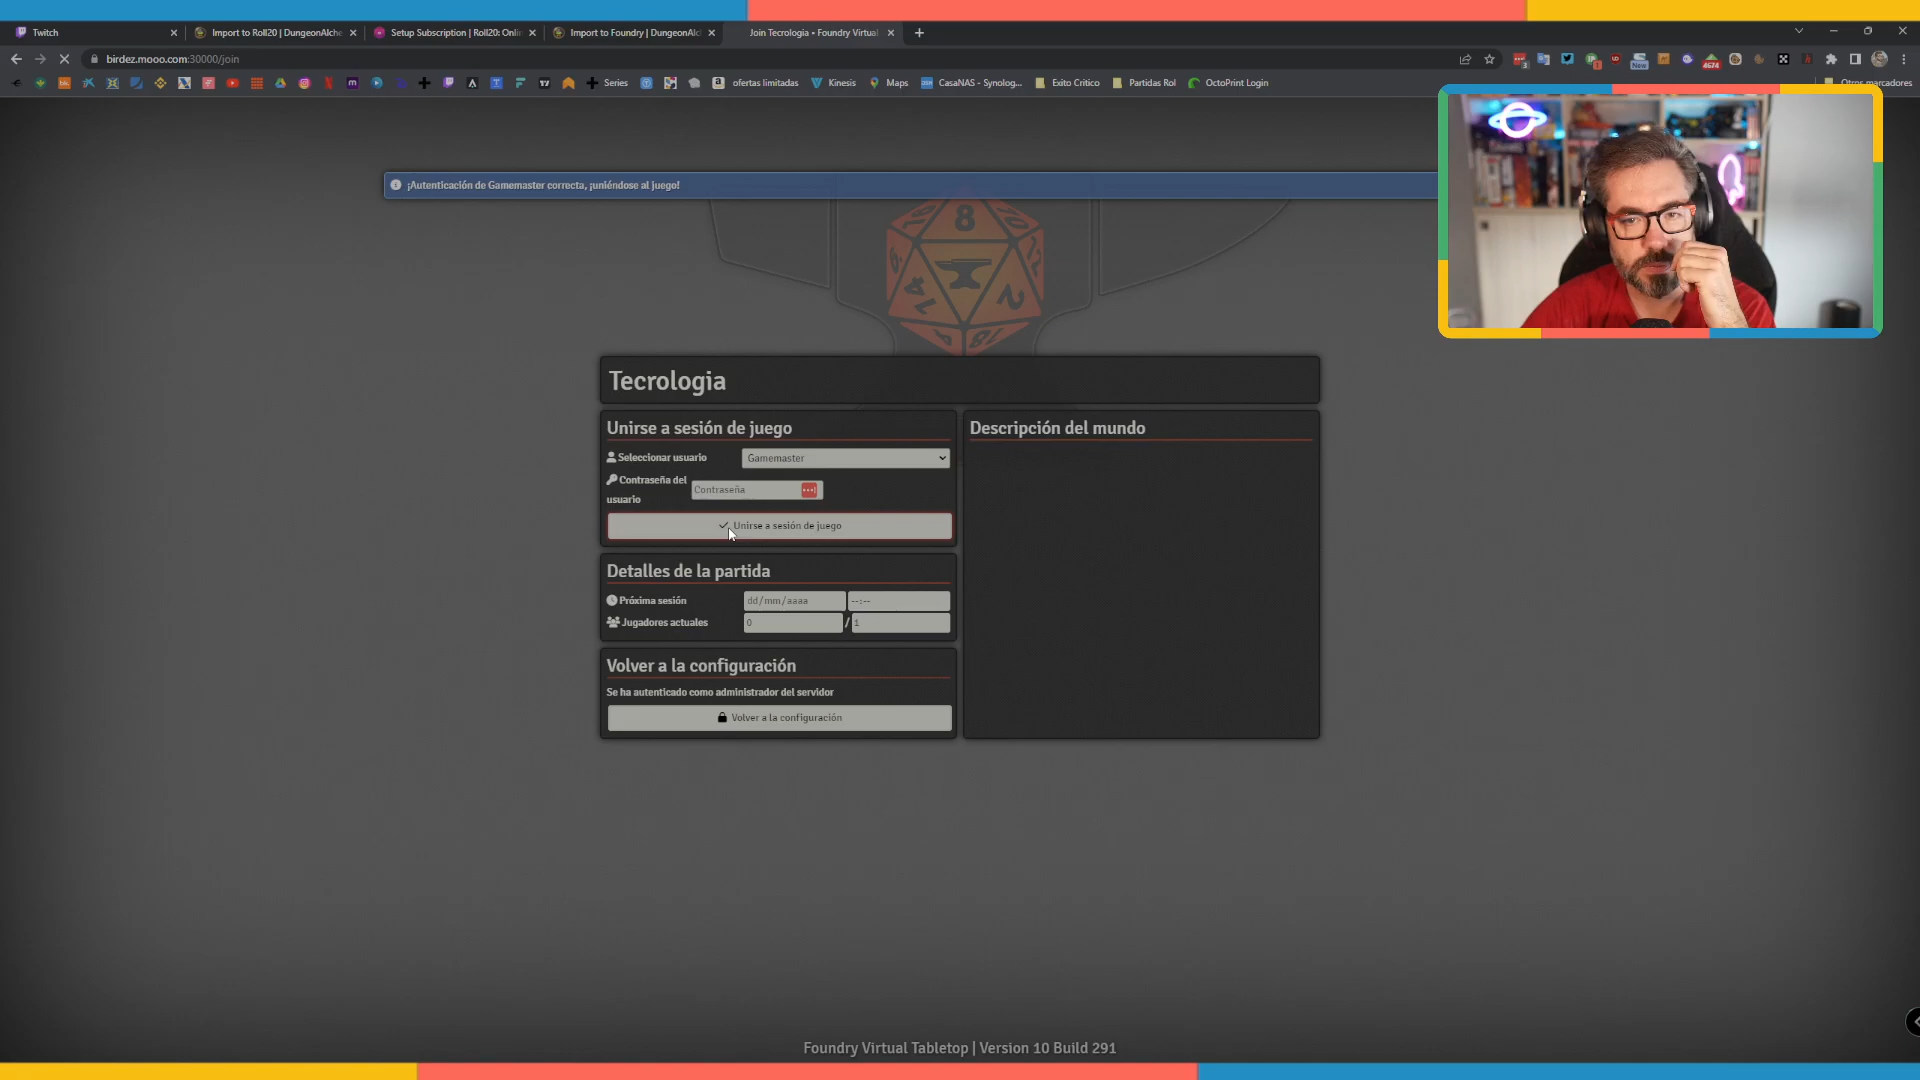 Twitch
Import to Roll20 | DungeonAlche
Setup Subscription | Roll20: Onli
Import to Foundry | DungeonAlc
Join Tecrologia • Foundry Virtual
birdez.mooo.com:30000/join
Series
ofertas limitadas
Kinesis
Maps
CasaNAS - Synolog...
Exito Critico
Partidas Rol
OctoPrint Login
Otros marcadores
¡Autenticación de Gamemaster correcta, ¡uniéndose al juego!
8
Tecrologia
Unirse a sesión de juego
Seleccionar usuario
Gamemaster
Contraseña del
usuario
Contraseña
Unirse a sesión de juego
Detalles de la partida
Próxima sesión
dd/mm/aaaa
--:--
Jugadores actuales
0
/
1
Volver a la configuración
Se ha autenticado como administrador del servidor
Volver a la configuración
Descripción del mundo
Foundry Virtual Tabletop | Version 10 Build 291